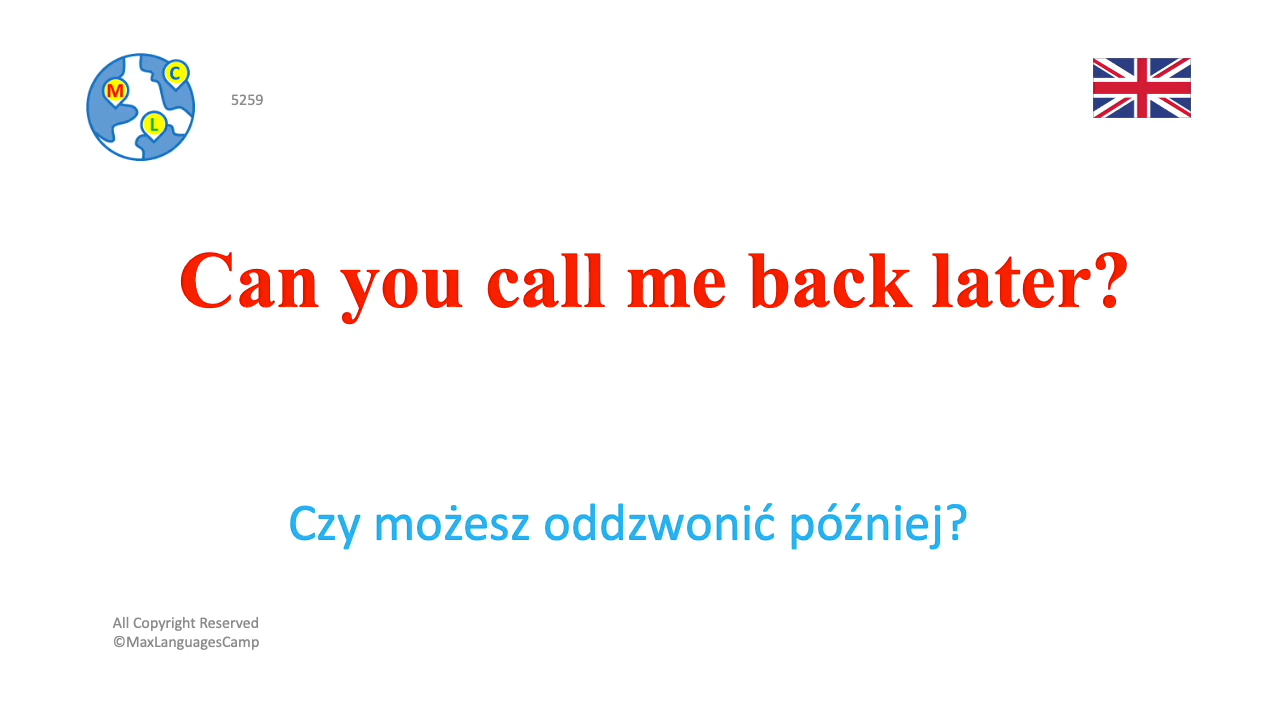 M
C
L
5259
Can you call me back later?
Czy możesz oddzwonić później?
All Copyright Reserved
©MaxLanguagesCamp